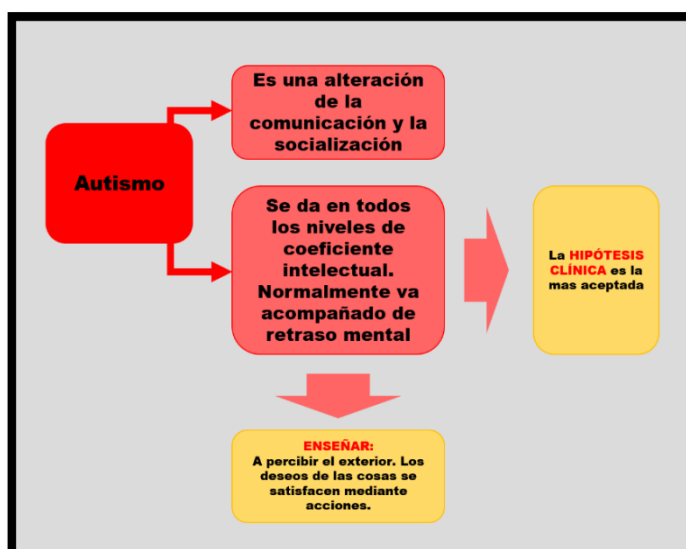 Autismo
Es una alteración
de la
comunicación y la
socialización
Se da en todos
los niveles de
coeficiente
intelectual.
Normalmente va
acompañado de
retraso mental
La HIPÓTESIS
CLÍNICA es la
mas aceptada
ENSEÑAR:
A percibir el exterior. Los
deseos de las cosas se
satisfacen mediante
acciones.